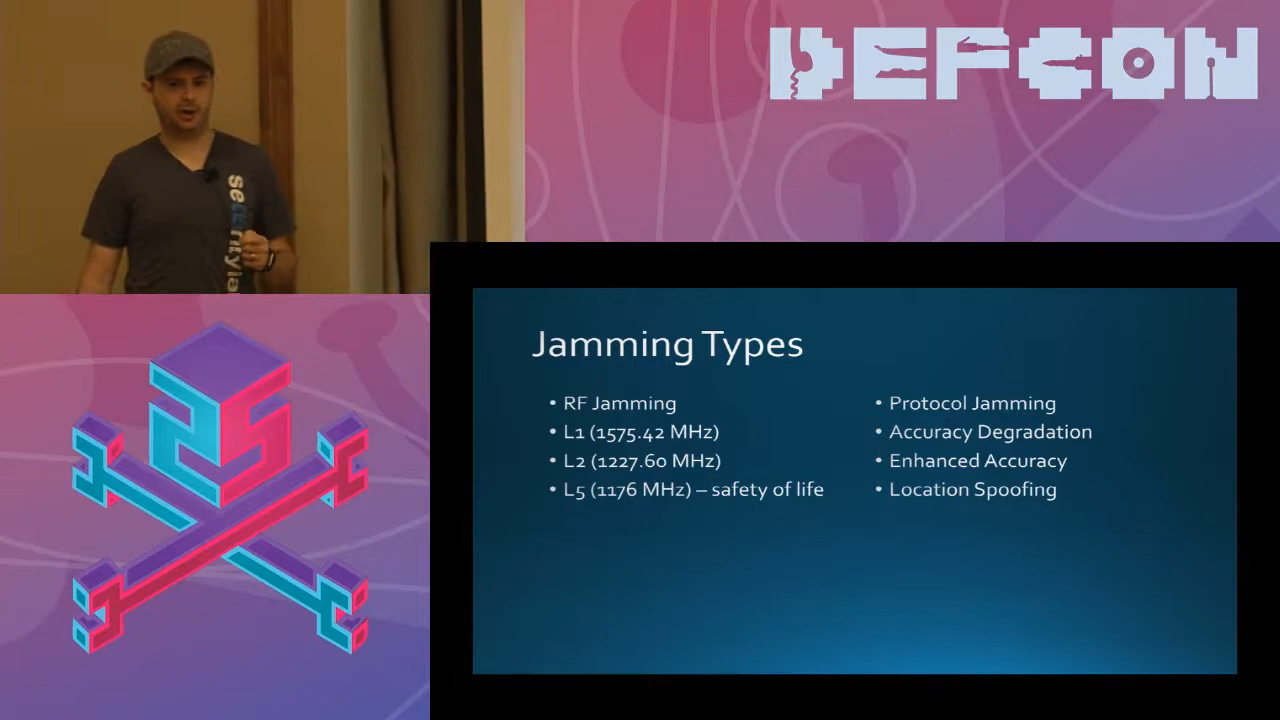 DEFCON
Jamming Types
• RF Jamming
• L1 (1575.42 MHz)
• L2 (1227.60 MHz)
• L5 (1176 MHz) – safety of life
• Protocol Jamming
• Accuracy Degradation
• Enhanced Accuracy
• Location Spoofing